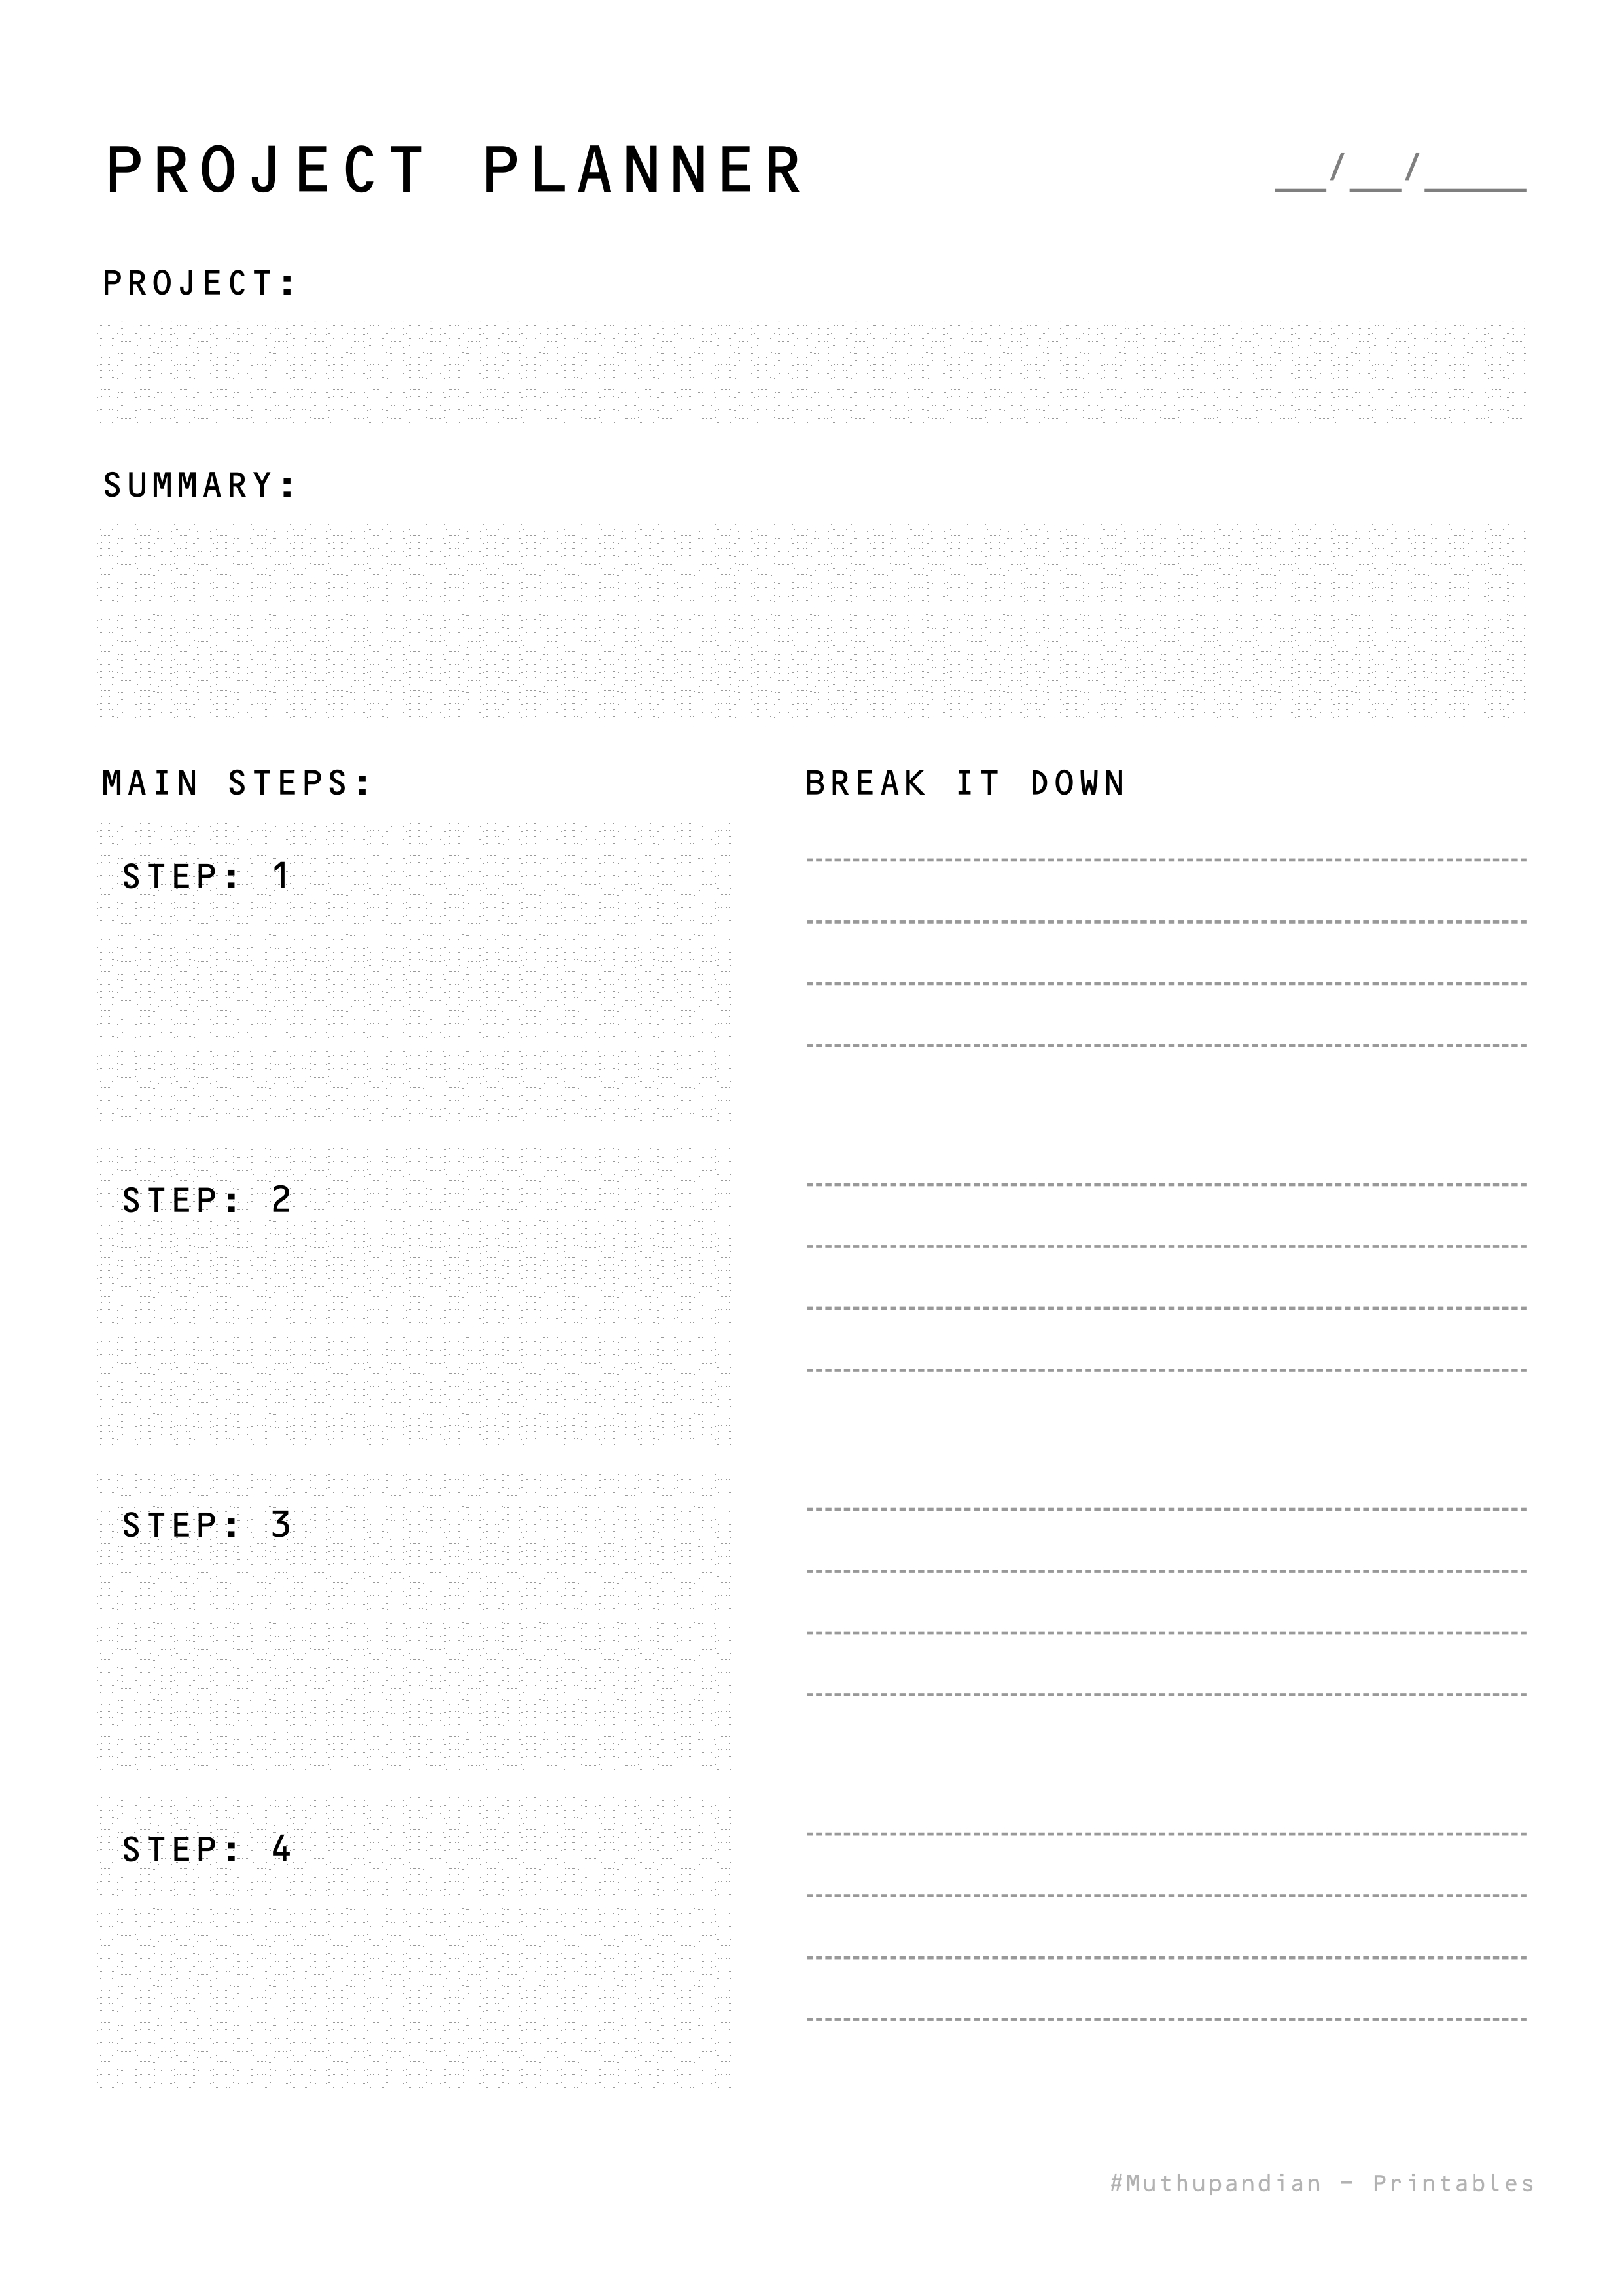 PROJECT PLANNER
__/__/____
PROJECT:
SUMMARY:
MAIN STEPS:
BREAK IT DOWN
STEP: 1
STEP: 2
STEP: 3
STEP: 4
#Muthupandian - Printables